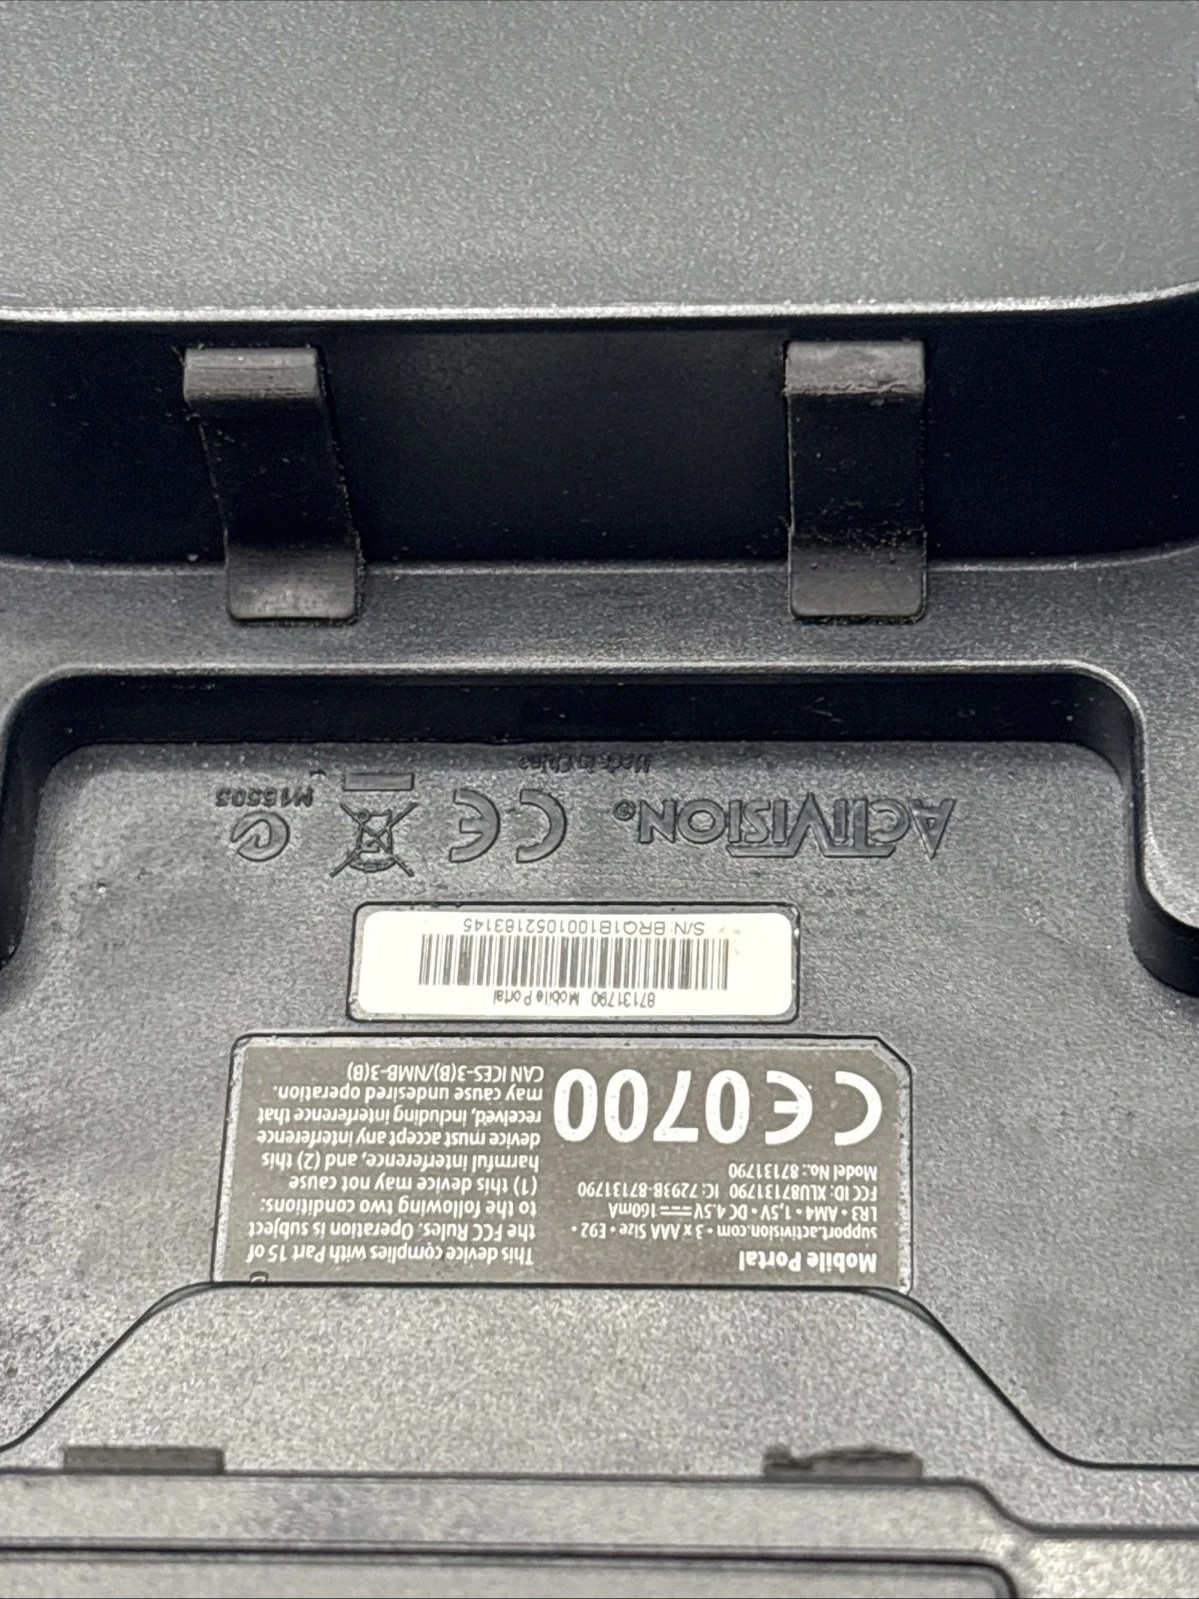 Mobile Portal
support.activision.com • 3 x AAA Size • E92 •
LR3 • AM4 • 1,5V • DC 4.5V 160mA
FCC ID: XLU87131790 IC: 7293B-87131790
Model No.: 87131790
CE0700
This device complies with Part 15 of
the FCC Rules. Operation is subject
to the following two conditions:
(1) this device may not cause
harmful interference, and (2) this
device must accept any interference
received, including interference that
may cause undesired operation.
CAN ICES-3(B)/NMB-3(B)
87131790 Mobile Portal
S/N: BRQ1B10001052183145
ACTIVISION®
CE
N15505
Made in China